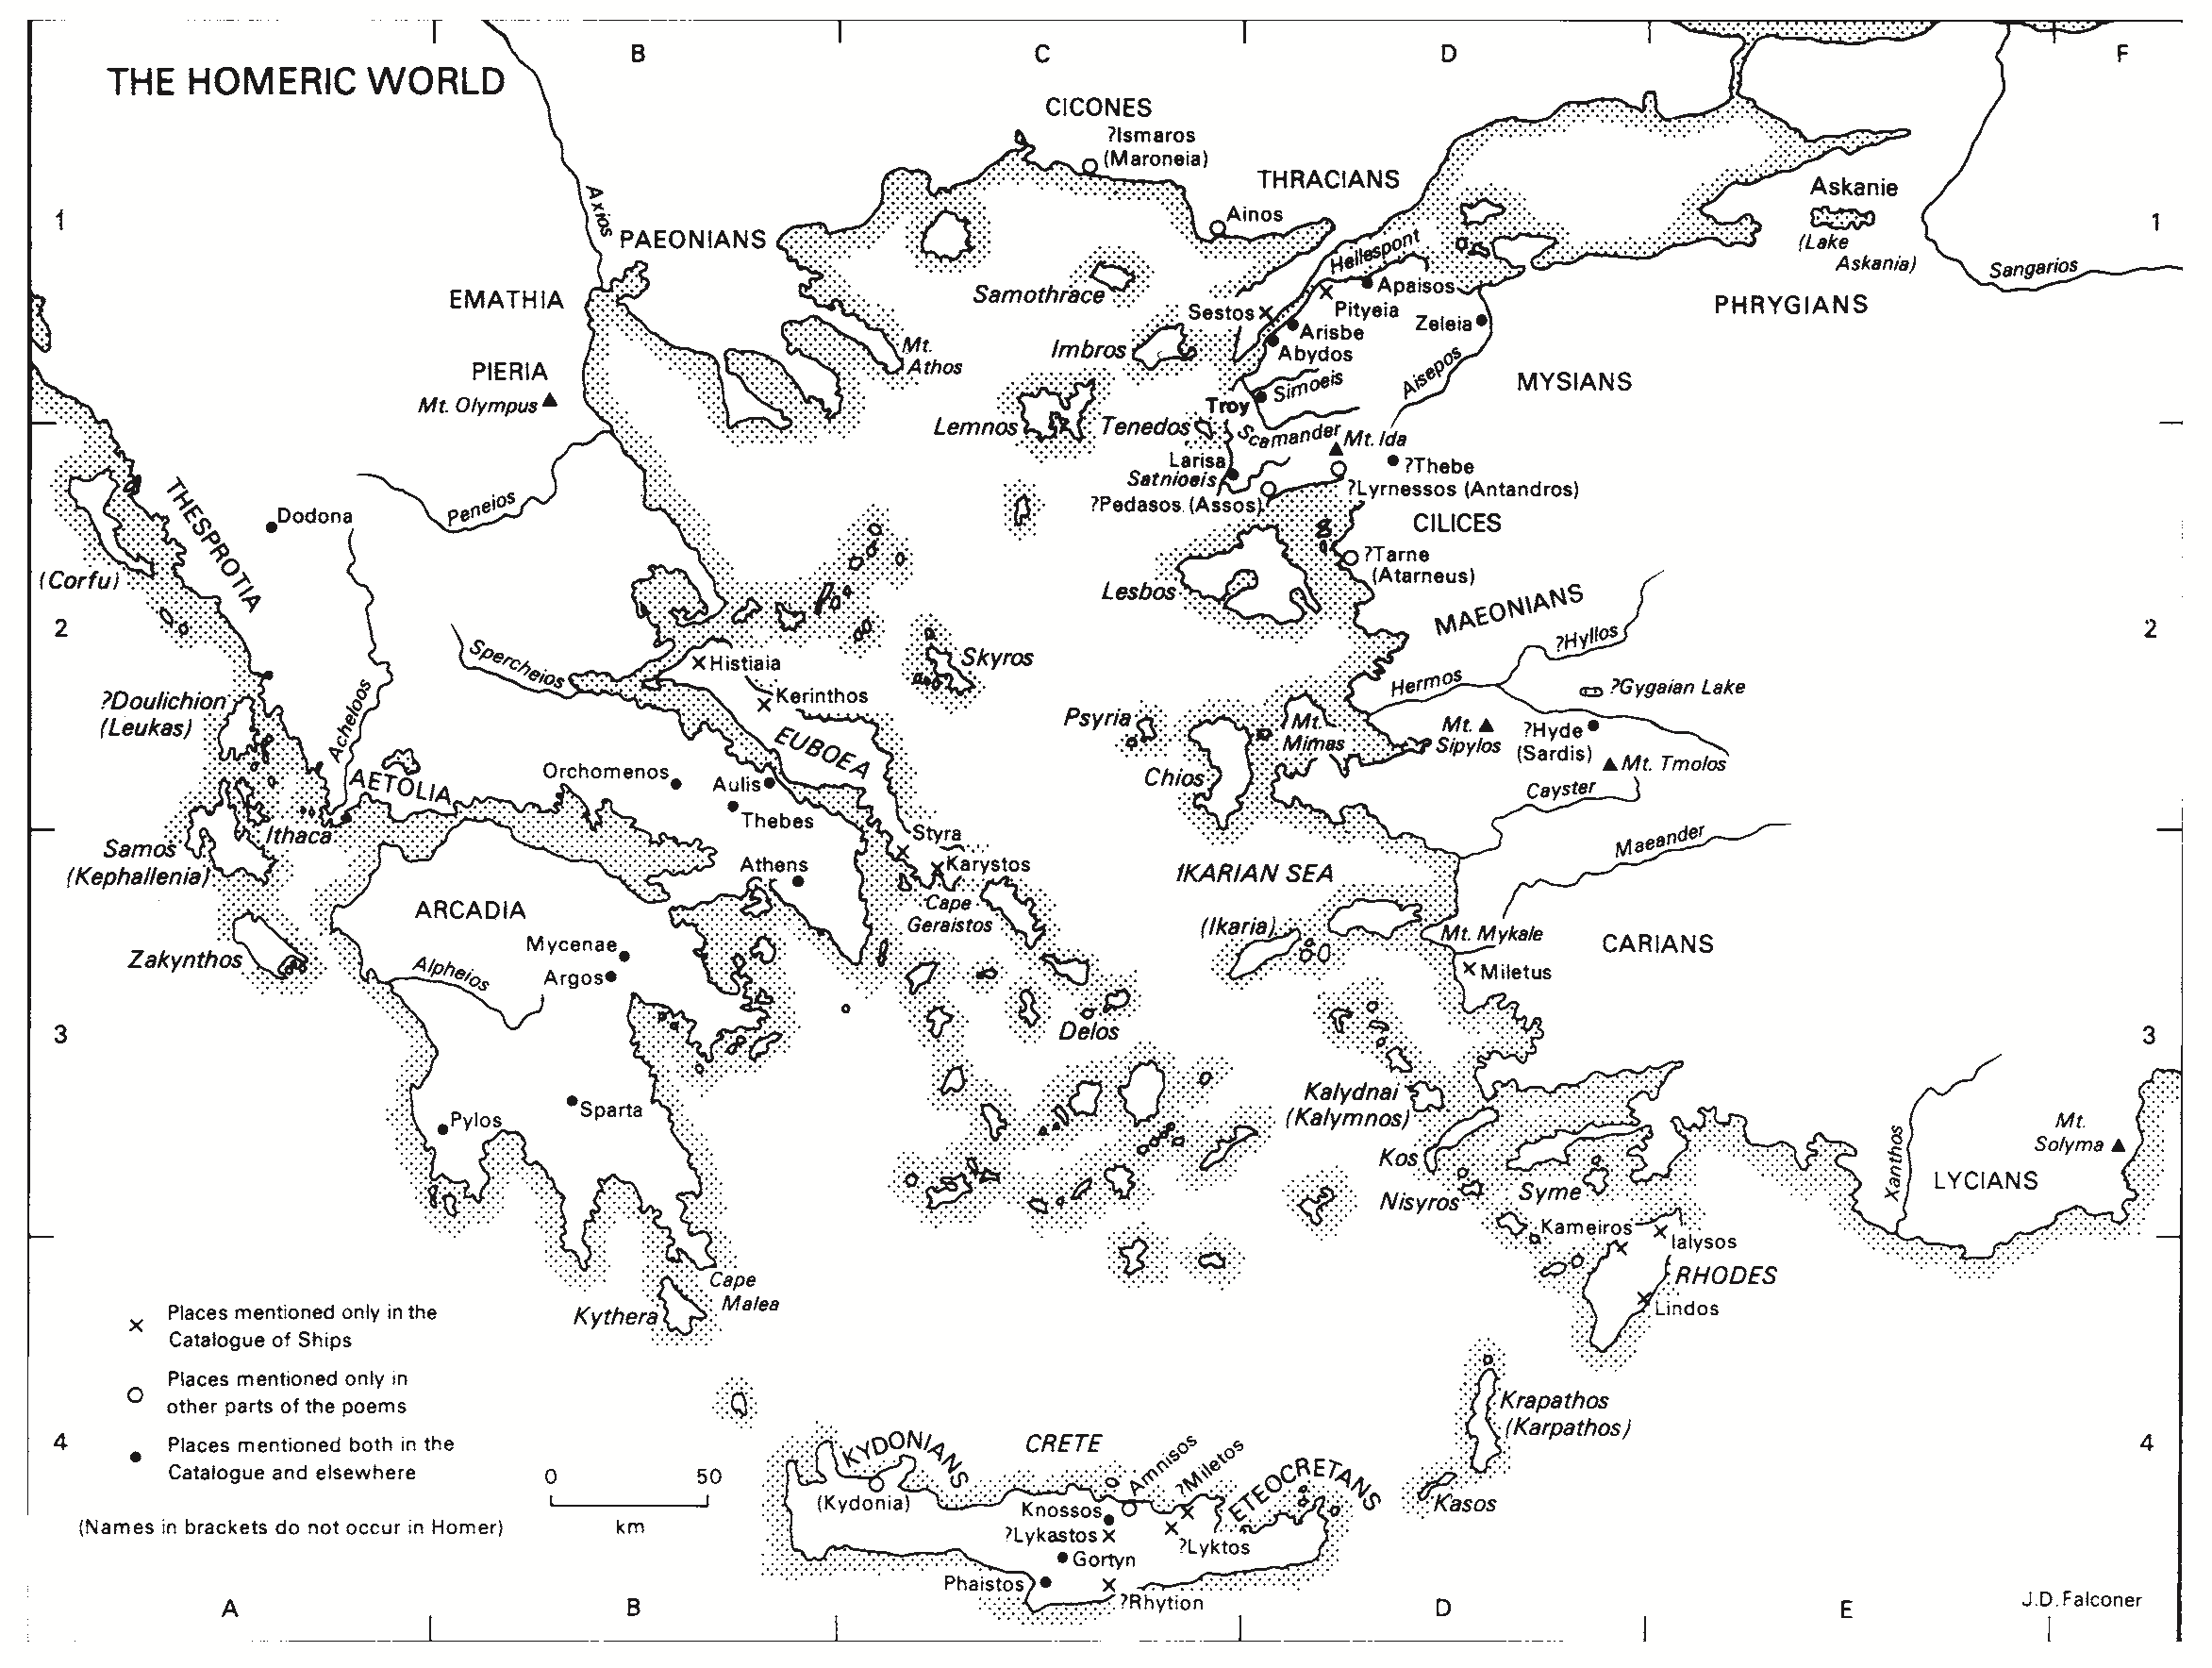 THE HOMERIC WORLD
B
C
D
F
1
1
2
2
3
3
4
4
A
B
D
E
CICONES
?Ismaros
(Maroneia)
THRACIANS
Ainos
Axios
PAEONIANS
EMATHIA
PIERIA
Mt. Olympus
Mt.
Athos
Samothrace
Imbros
Lemnos
Tenedos
Hellespont
Sestos
Apaisos
Pityeia
Arisbe
Abydos
Zeleia
Aisepos
Simoeis
Troy
Scamander
Mt. Ida
Askanie
(Lake
Askania)
Sangarios
PHRYGIANS
MYSIANS
Larisa
Satnioeis
?Pedasos (Assos)
?Thebe
?Lyrnessos (Antandros)
CILICES
?Tarne
(Atarneus)
Lesbos
MAEONIANS
?Hyllos
Hermos
?Gygaian Lake
Mt.
Sipylos
?Hyde
(Sardis)
Mt. Tmolos
Cayster
Maeander
Psyria
Chios
Mt.
Mimas
THESPROTIA
Dodona
(Corfu)
Peneios
Spercheios
Acheloos
?Doulichion
(Leukas)
AETOLIA
Ithaca
Samos
(Kephallenia)
Zakynthos
Histiaia
Kerinthos
EUBOEA
Skyros
Orchomenos
Aulis
Thebes
Athens
Styra
Karystos
Cape
Geraistos
ARCADIA
Mycenae
Argos
Alpheios
Pylos
Sparta
Cape
Malea
Kythera
Delos
IKARIAN SEA
(Ikaria)
Mt. Mykale
CARIANS
Miletus
Kalydnai
(Kalymnos)
Kos
Nisyros
Syme
Kameiros
Ialysos
RHODES
Lindos
Xanthos
LYCIANS
Mt.
Solyma
Krapathos
(Karpathos)
Kasos
CRETE
KYDONIANS
(Kydonia)
Amnisos
?Miletos
ETEOCRETANS
Knossos
?Lykastos
?Lyktos
Gortyn
Phaistos
?Rhytion
Places mentioned only in the
Catalogue of Ships
Places mentioned only in
other parts of the poems
Places mentioned both in the
Catalogue and elsewhere
(Names in brackets do not occur in Homer)
0 50
km
J.D. Falconer